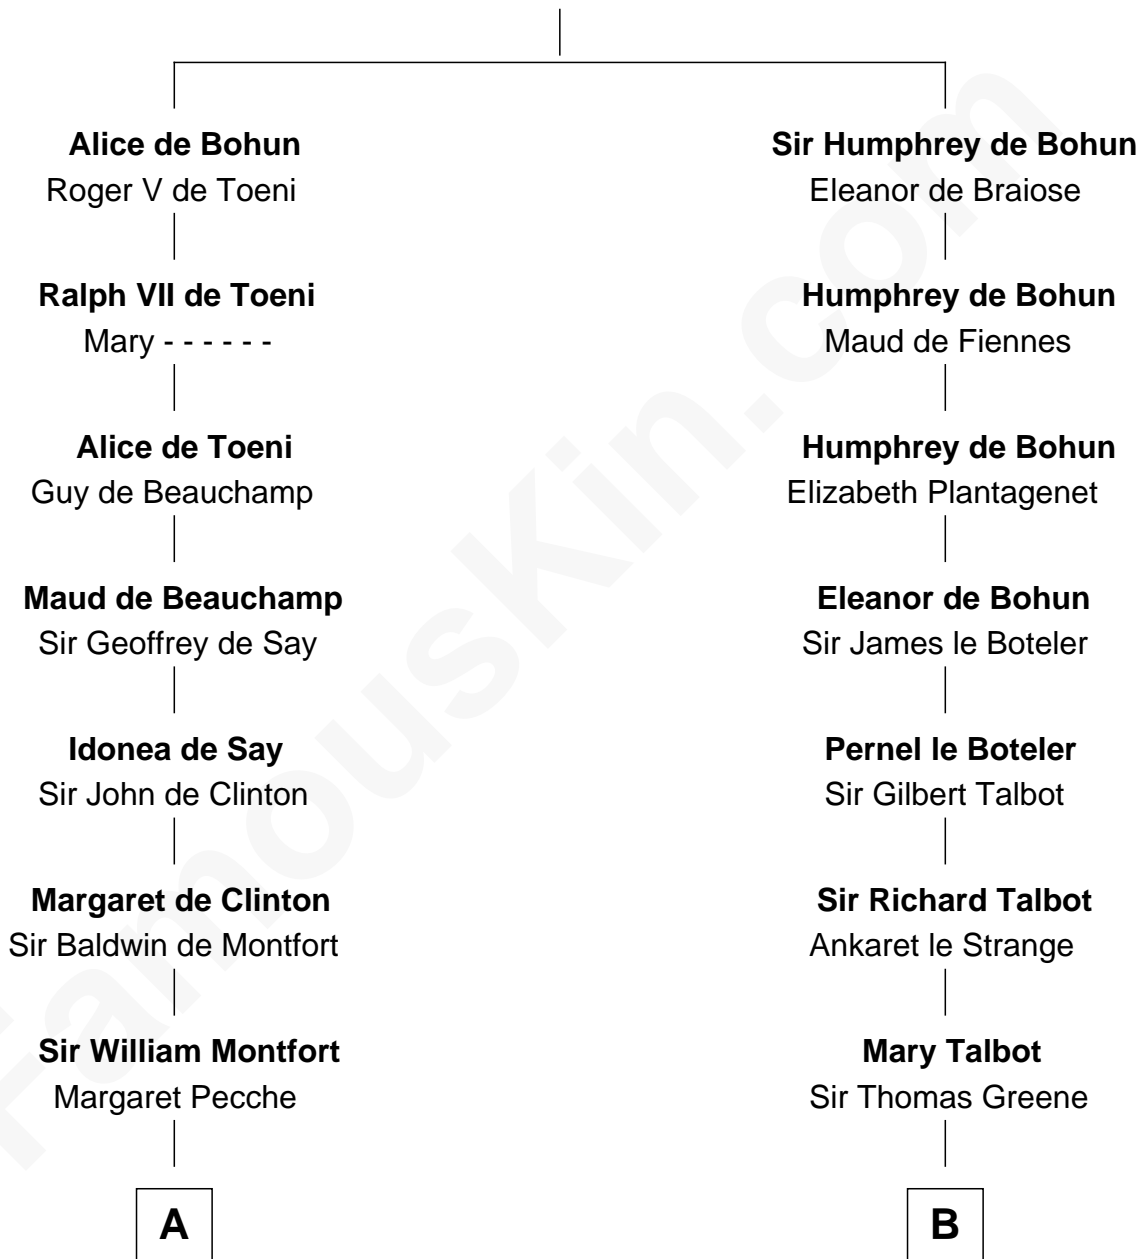 Alice de Bohun
Roger V de Toeni
Ralph VII de Toeni
Mary - - - - - -
Alice de Toeni
Guy de Beauchamp
Maud de Beauchamp
Sir Geoffrey de Say
Idonea de Say
Sir John de Clinton
Margaret de Clinton
Sir Baldwin de Montfort
Sir William Montfort
Margaret Pecche
A
Sir Humphrey de Bohun
Eleanor de Braiose
Humphrey de Bohun
Maud de Fiennes
Humphrey de Bohun
Elizabeth Plantagenet
Eleanor de Bohun
Sir James le Boteler
Pernel le Boteler
Sir Gilbert Talbot
Sir Richard Talbot
Ankaret le Strange
Mary Talbot
Sir Thomas Greene
B
FamousKin.com